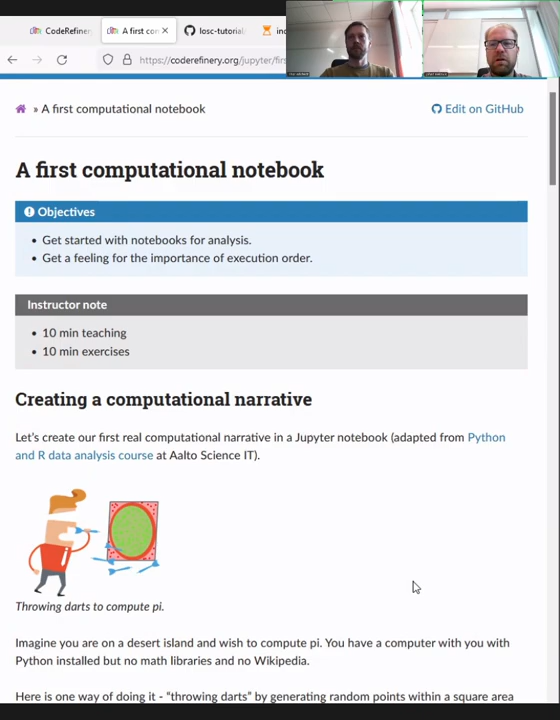 CodeRefiner
A first con
losc-tutorial
https://coderefinery.org/jupyter/firs
» A first computational notebook
Edit on GitHub
A first computational notebook
Objectives
• Get started with notebooks for analysis.
• Get a feeling for the importance of execution order.
Instructor note
• 10 min teaching
• 10 min exercises
Creating a computational narrative
Let's create our first real computational narrative in a Jupyter notebook (adapted from Python
and R data analysis course at Aalto Science IT).
Throwing darts to compute pi.
Imagine you are on a desert island and wish to compute pi. You have a computer with you with
Python installed but no math libraries and no Wikipedia.
Here is one way of doing it - "throwing darts" by generating random points within a square area